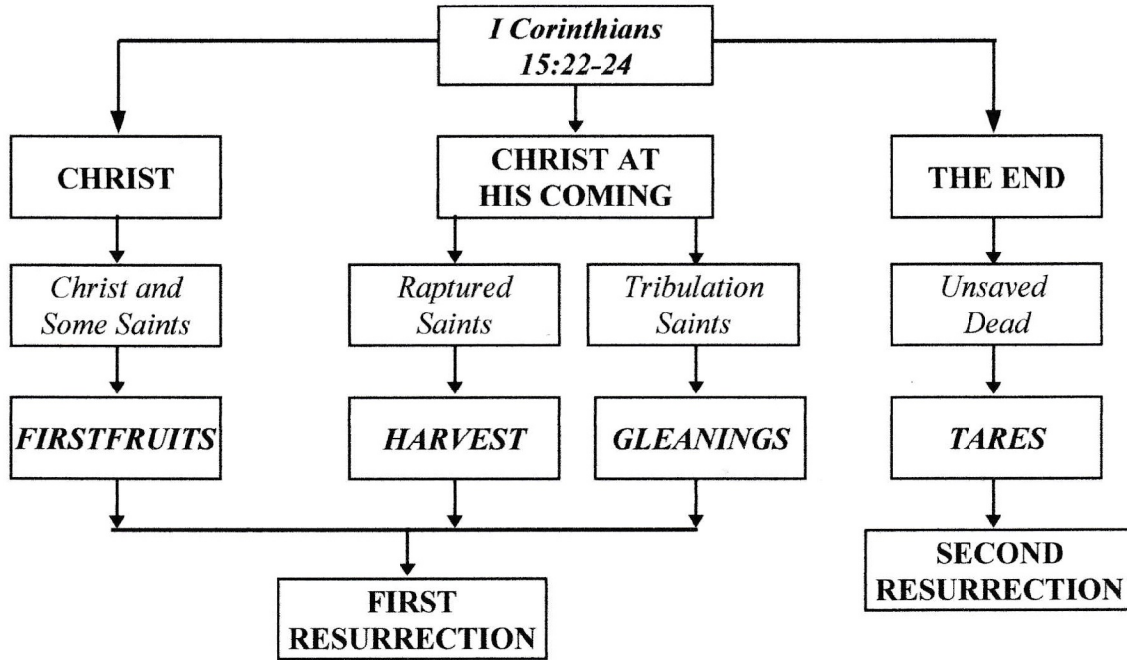 I Corinthians
15:22-24
CHRIST
CHRIST AT
HIS COMING
THE END
Christ and
Some Saints
Raptured
Saints
Tribulation
Saints
Unsaved
Dead
FIRSTFRUITS
HARVEST
GLEANINGS
TARES
FIRST
RESURRECTION
SECOND
RESURRECTION